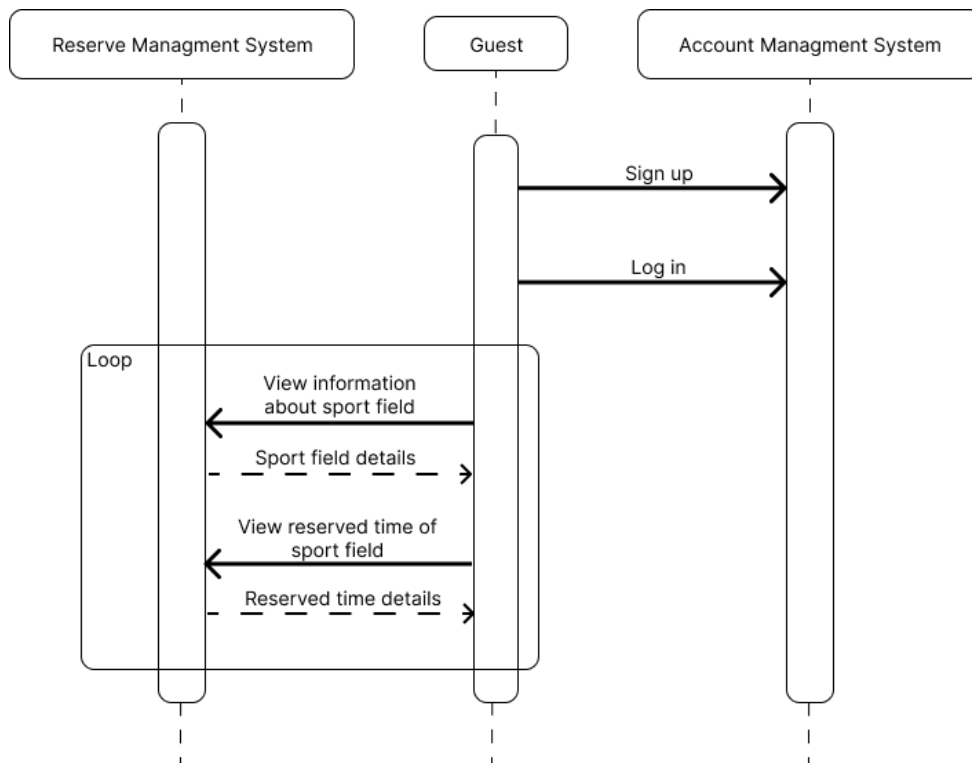 Reserve Managment System
Guest
Account Managment System
Sign up
Log in
Loop
View information
about sport field
Sport field details
View reserved time of
sport field
Reserved time details